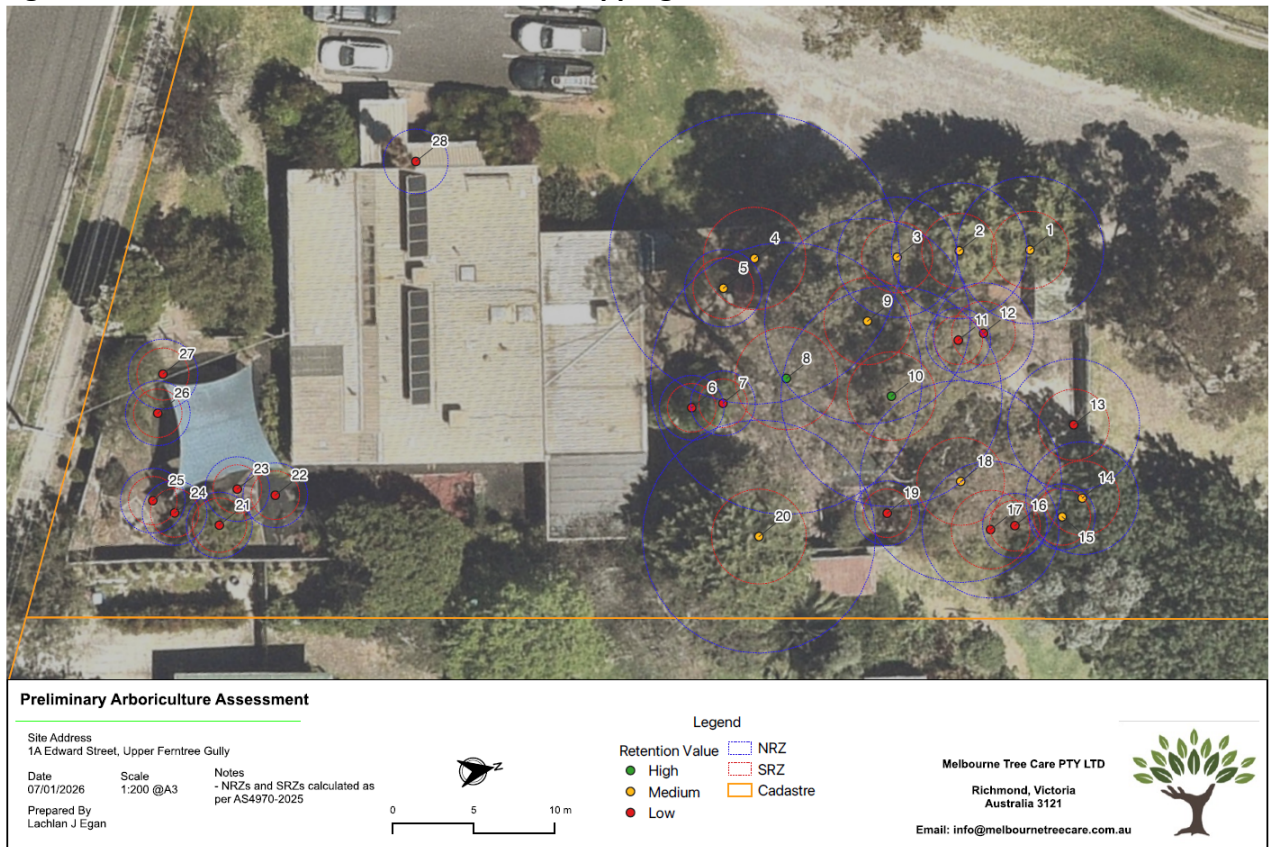 28
4
3
2
1
5
9
12
11
27
8
10
6
7
26
13
18
23
22
25
24
21
14
19
17
16
15
20
Preliminary Arboriculture Assessment
Site Address
1A Edward Street, Upper Ferntree Gully
Date
07/01/2026
Scale
1:200 @A3
Notes
- NRZs and SRZs calculated as
per AS4970-2025
Prepared By
Lachlan J Egan
Z
0 5 10 m
Legend
Retention Value
High
Medium
Low
NRZ
SRZ
Cadastre
Melbourne Tree Care PTY LTD
Richmond, Victoria
Australia 3121
Email: info@melbournetreecare.com.au